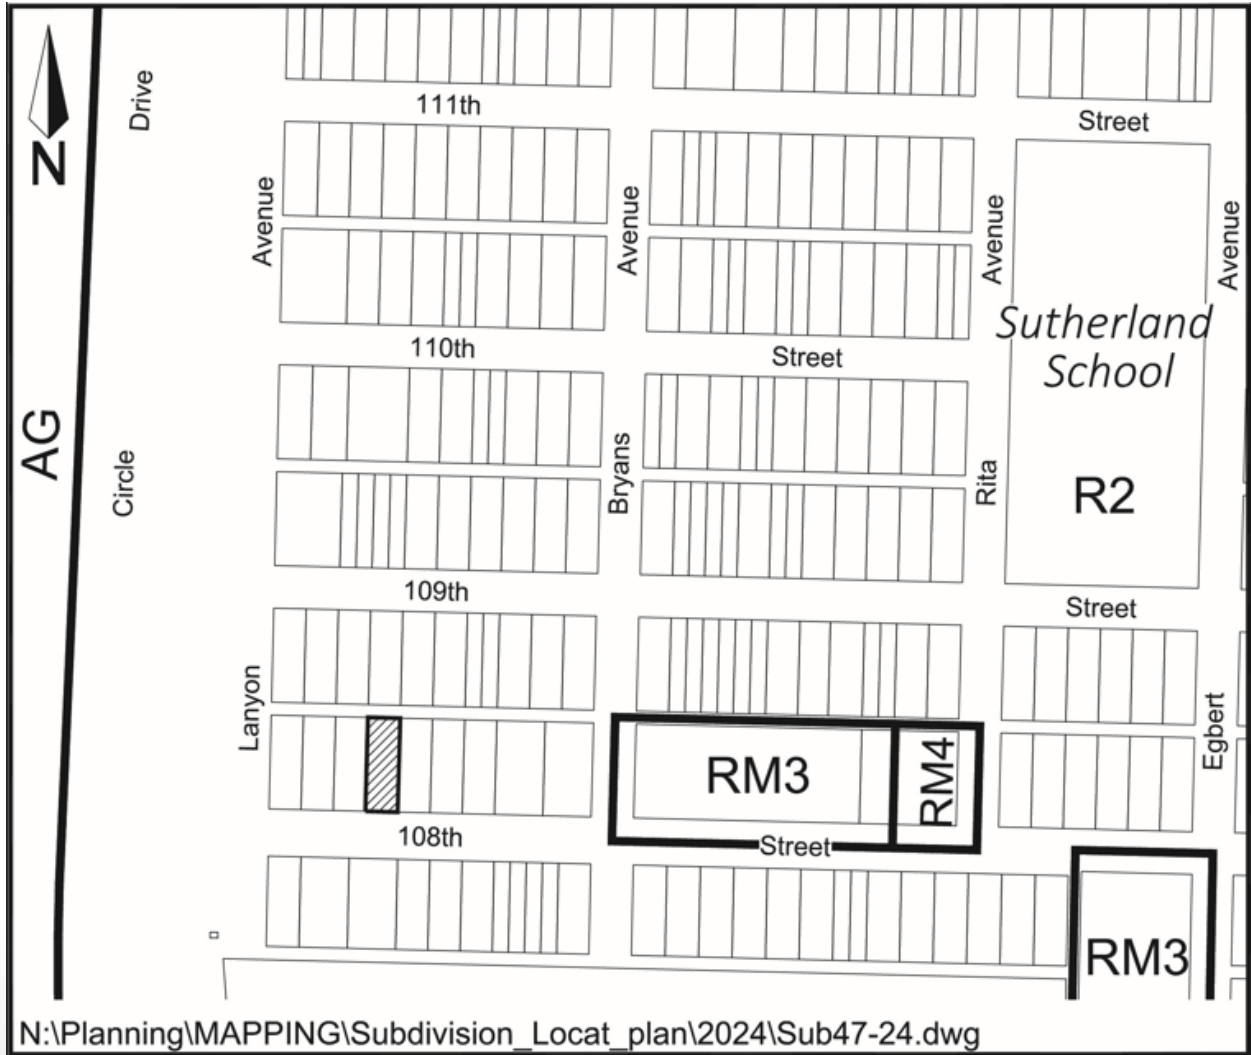 Drive
111th
Street
N
Avenue
Avenue
Avenue
Avenue
Sutherland
School
110th
Street
AG
Circle
Bryans
Rita
R2
109th
Street
Lanyon
Egbert
RM3
RM4
108th
Street
RM3
N:\Planning\MAPPING\Subdivision_Locat_plan\2024\Sub47-24.dwg